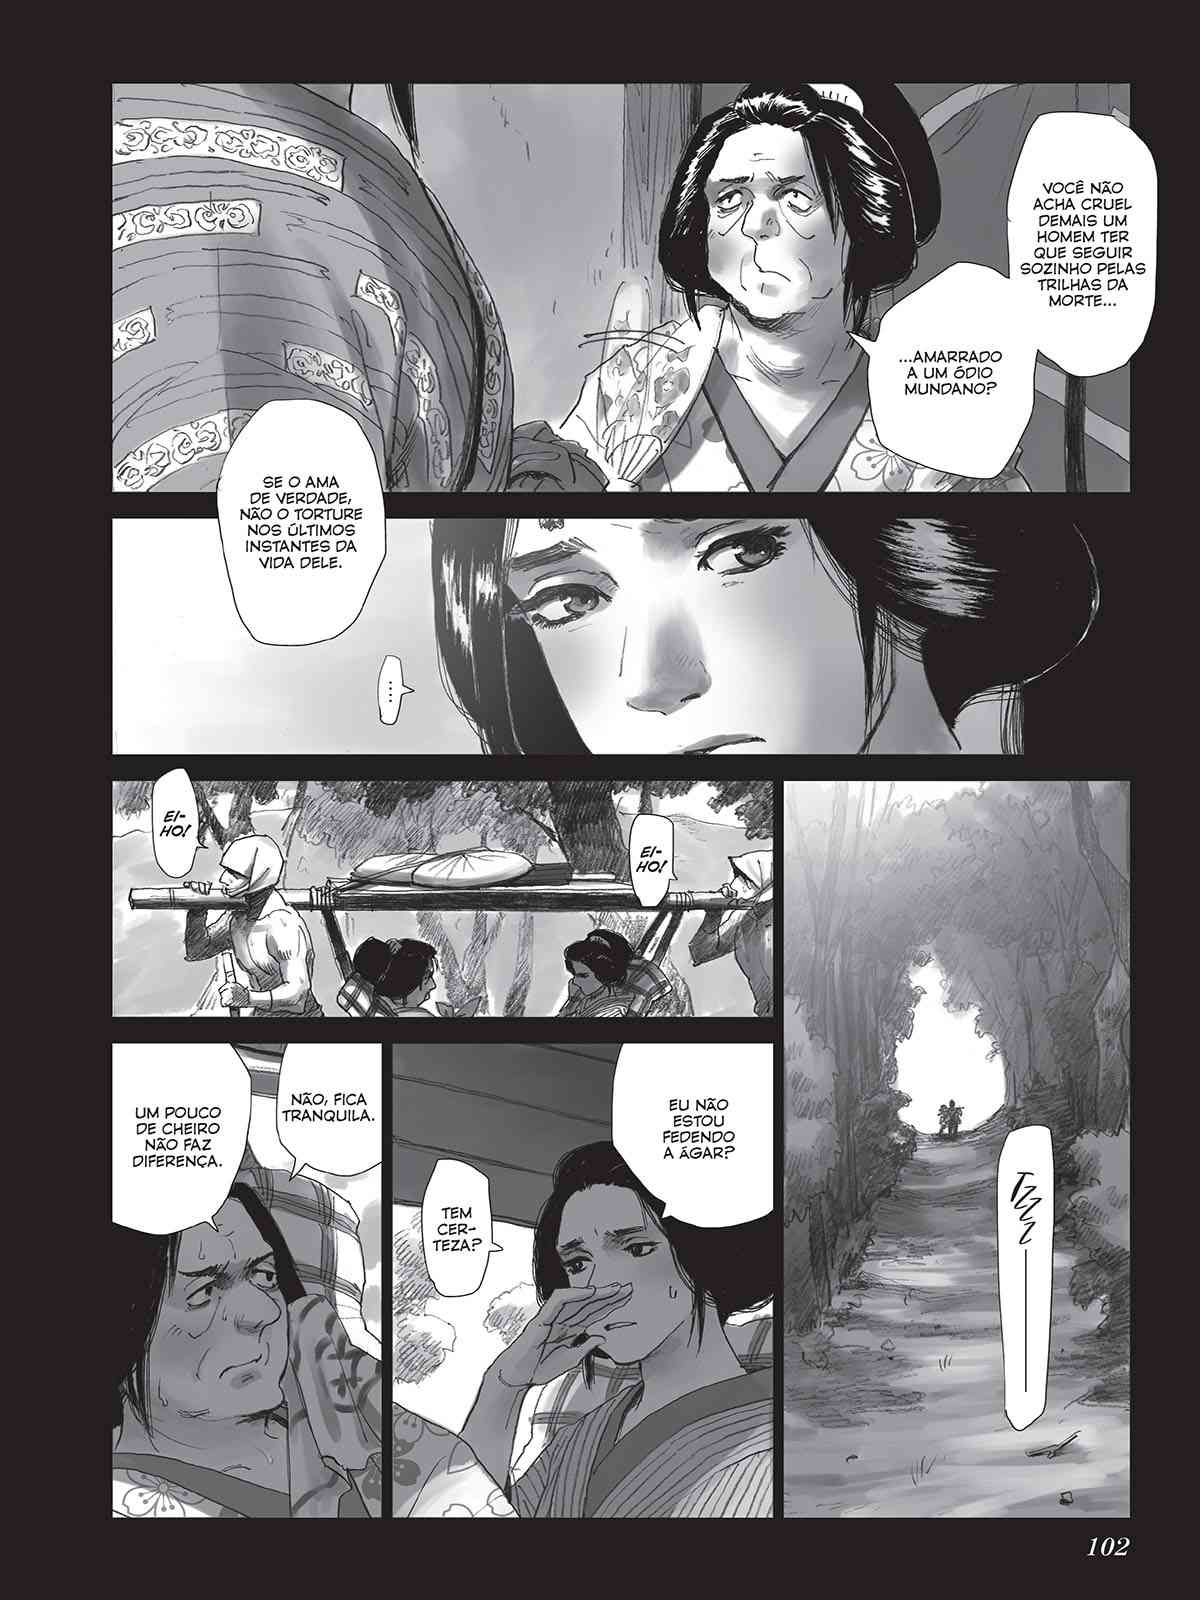 VOCÊ NÃO
ACHA CRUEL
DEMAIS UM
HOMEM TER
QUE SEGUIR
SOZINHO PELAS
TRILHAS DA
MORTE...
...AMARRADO
A UM ÓDIO
MUNDANO?
SE O AMA
DE VERDADE,
NÃO O TORTURE
NOS ÚLTIMOS
INSTANTES DA
VIDA DELE.
....
TZZZZ
EI-
HO!
EI-
HO!
EU NÃO
ESTOU
FEDENDO
A ÁGAR?
TEM
CER-
TEZA?
NÃO, FICA
TRANQUILA.
UM POUCO
DE CHEIRO
NÃO FAZ
DIFERENÇA.
102